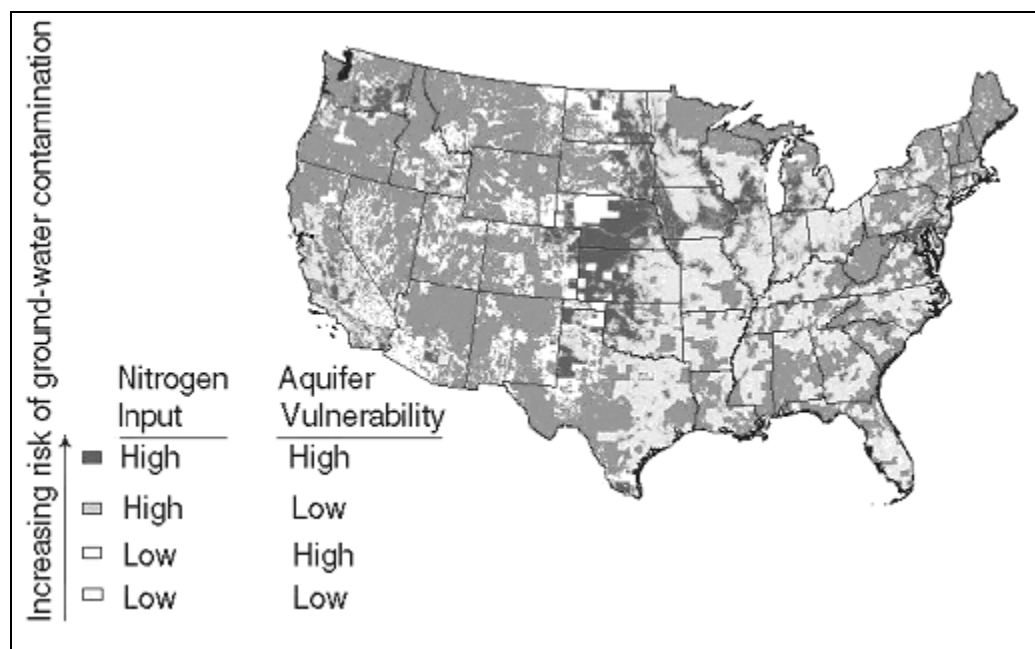 Increasing risk of ground-water contamination
Nitrogen Aquifer
Input Vulnerability
High High
High Low
Low High
Low Low